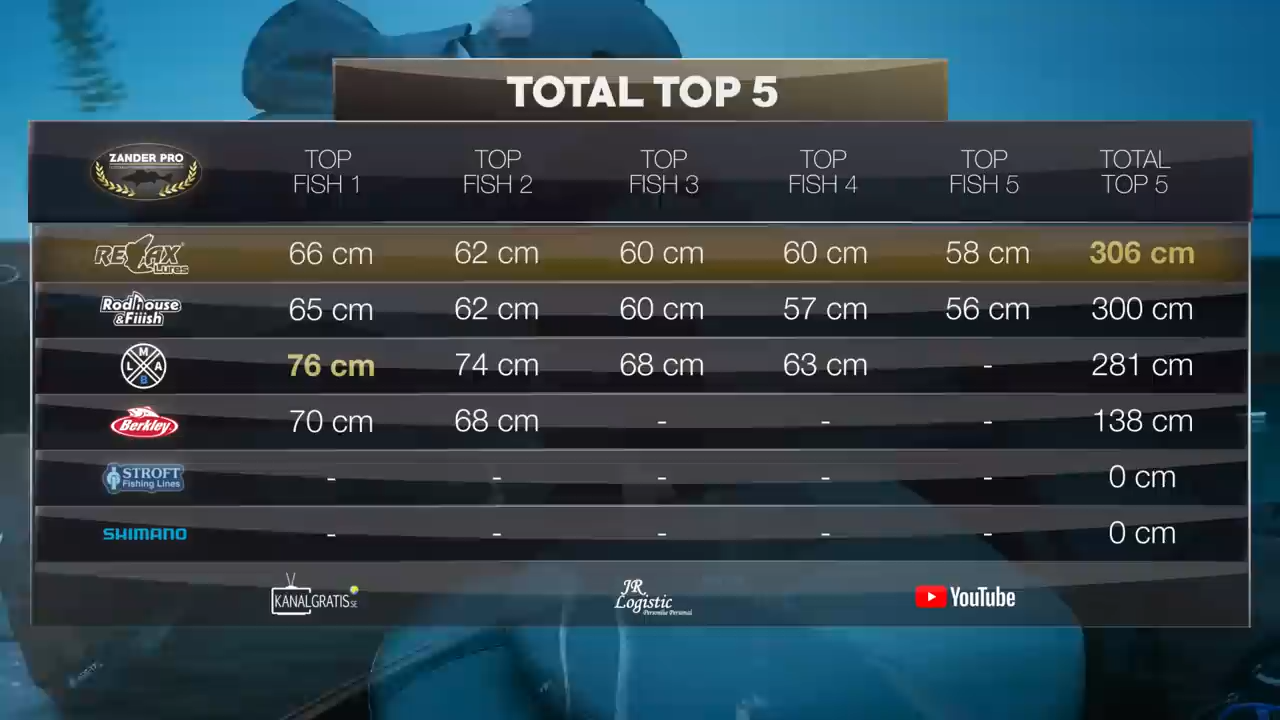 TOTAL TOP 5
ZANDER PRO
TOP FISH 1
TOP FISH 2
TOP FISH 3
TOP FISH 4
TOP FISH 5
TOTAL TOP 5
RELAX Lures 66 cm 62 cm 60 cm 60 cm 58 cm 306 cm
Rodhouse &Fiiish 65 cm 62 cm 60 cm 57 cm 56 cm 300 cm
L M A B 76 cm 74 cm 68 cm 63 cm - 281 cm
Berkley 70 cm 68 cm - - - 138 cm
STROFT Fishing Lines - - - - - 0 cm
SHIMANO - - - - - 0 cm
KANALGRATIS.SE
JR Logistic
YouTube